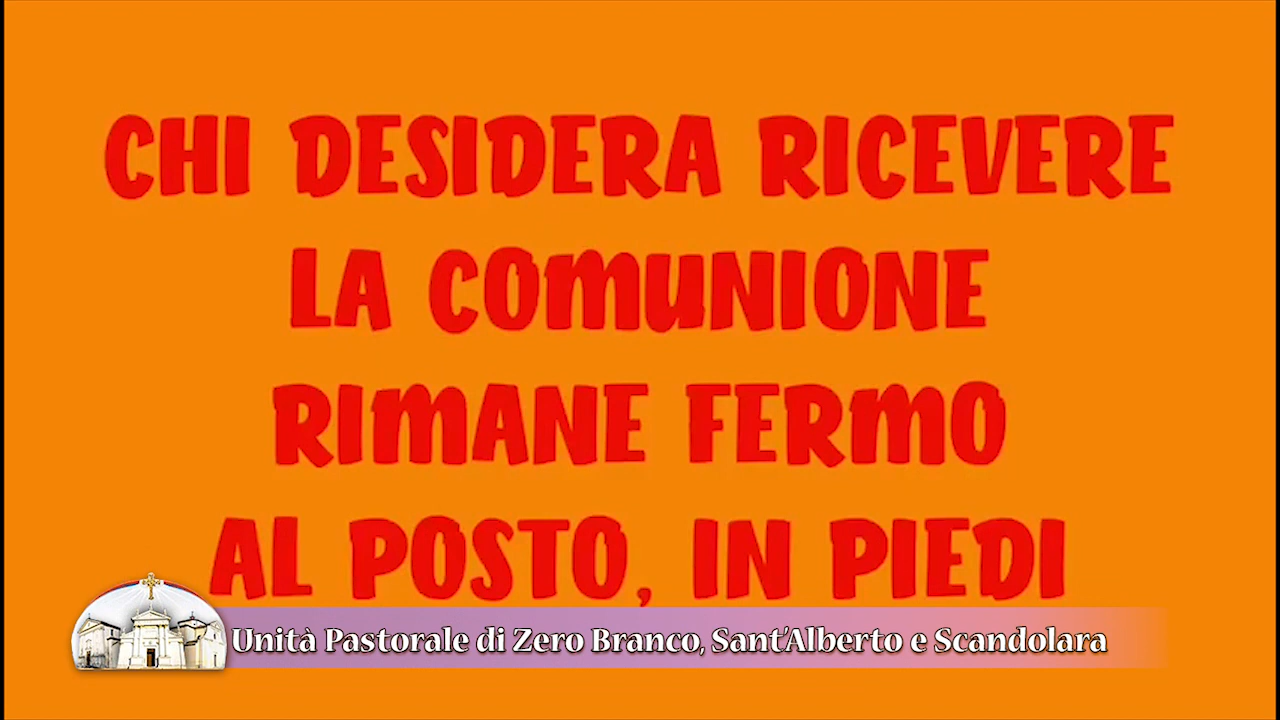 CHI DESIDERA RICEVERE
LA COMUNIONE
RIMANE FERMO
AL POSTO, IN PIEDI
Unità Pastorale di Zero Branco, Sant'Alberto e Scandolara